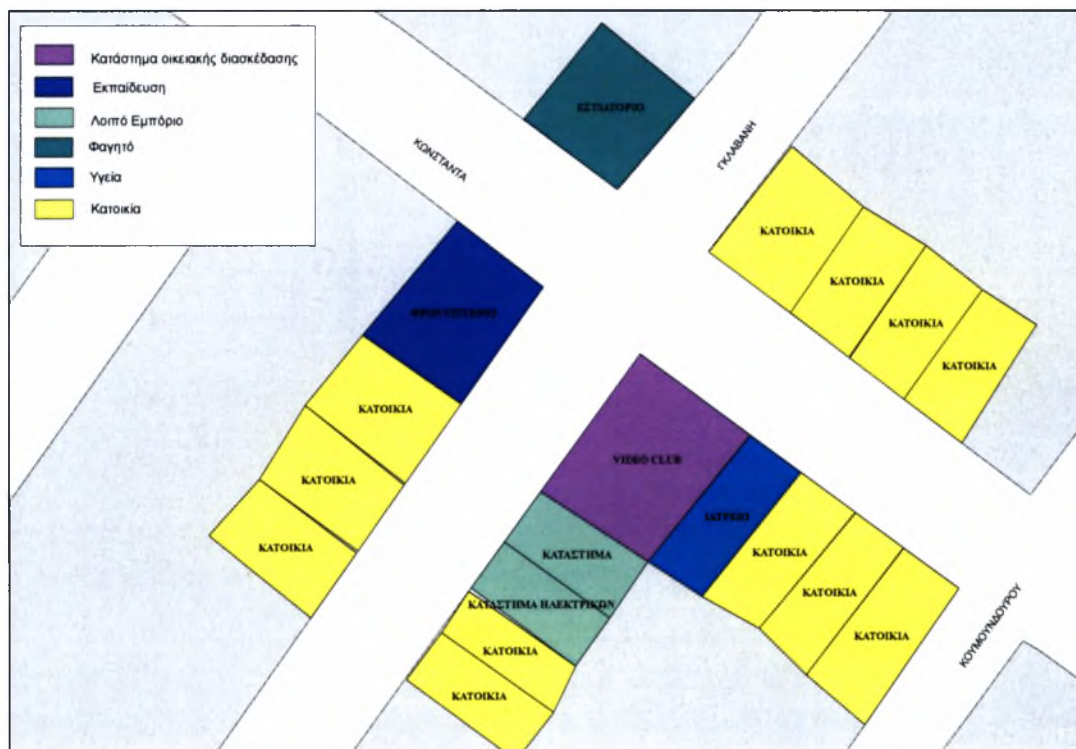 Κατάστημα οικειακής διασκέδασης
Εκπαίδευση
Λοιπό Εμπόριο
Φαγητό
Υγεία
Κατοικία
ΕΣΤΙΑΤΟΡΙΟ
ΚΩΝΣΤΑΝΤΑ
ΓΚΛΑΒΑΝΗ
ΚΑΤΟΙΚΙΑ
ΚΑΤΟΙΚΙΑ
ΚΑΤΟΙΚΙΑ
ΚΑΤΟΙΚΙΑ
ΦΡΟΝΤΙΣΤΗΡΙΟ
ΚΑΤΟΙΚΙΑ
ΚΑΤΟΙΚΙΑ
ΚΑΤΟΙΚΙΑ
VIDEO CLUB
ΙΑΤΡΕΙΟ
ΚΑΤΟΙΚΙΑ
ΚΑΤΟΙΚΙΑ
ΚΑΤΟΙΚΙΑ
ΚΑΤΑΣΤΗΜΑ
ΚΑΤΑΣΤΗΜΑ ΗΛΕΚΤΡΙΚΩΝ
ΚΑΤΟΙΚΙΑ
ΚΑΤΟΙΚΙΑ
ΚΟΥΜΟΥΝΔΟΥΡΟΥ